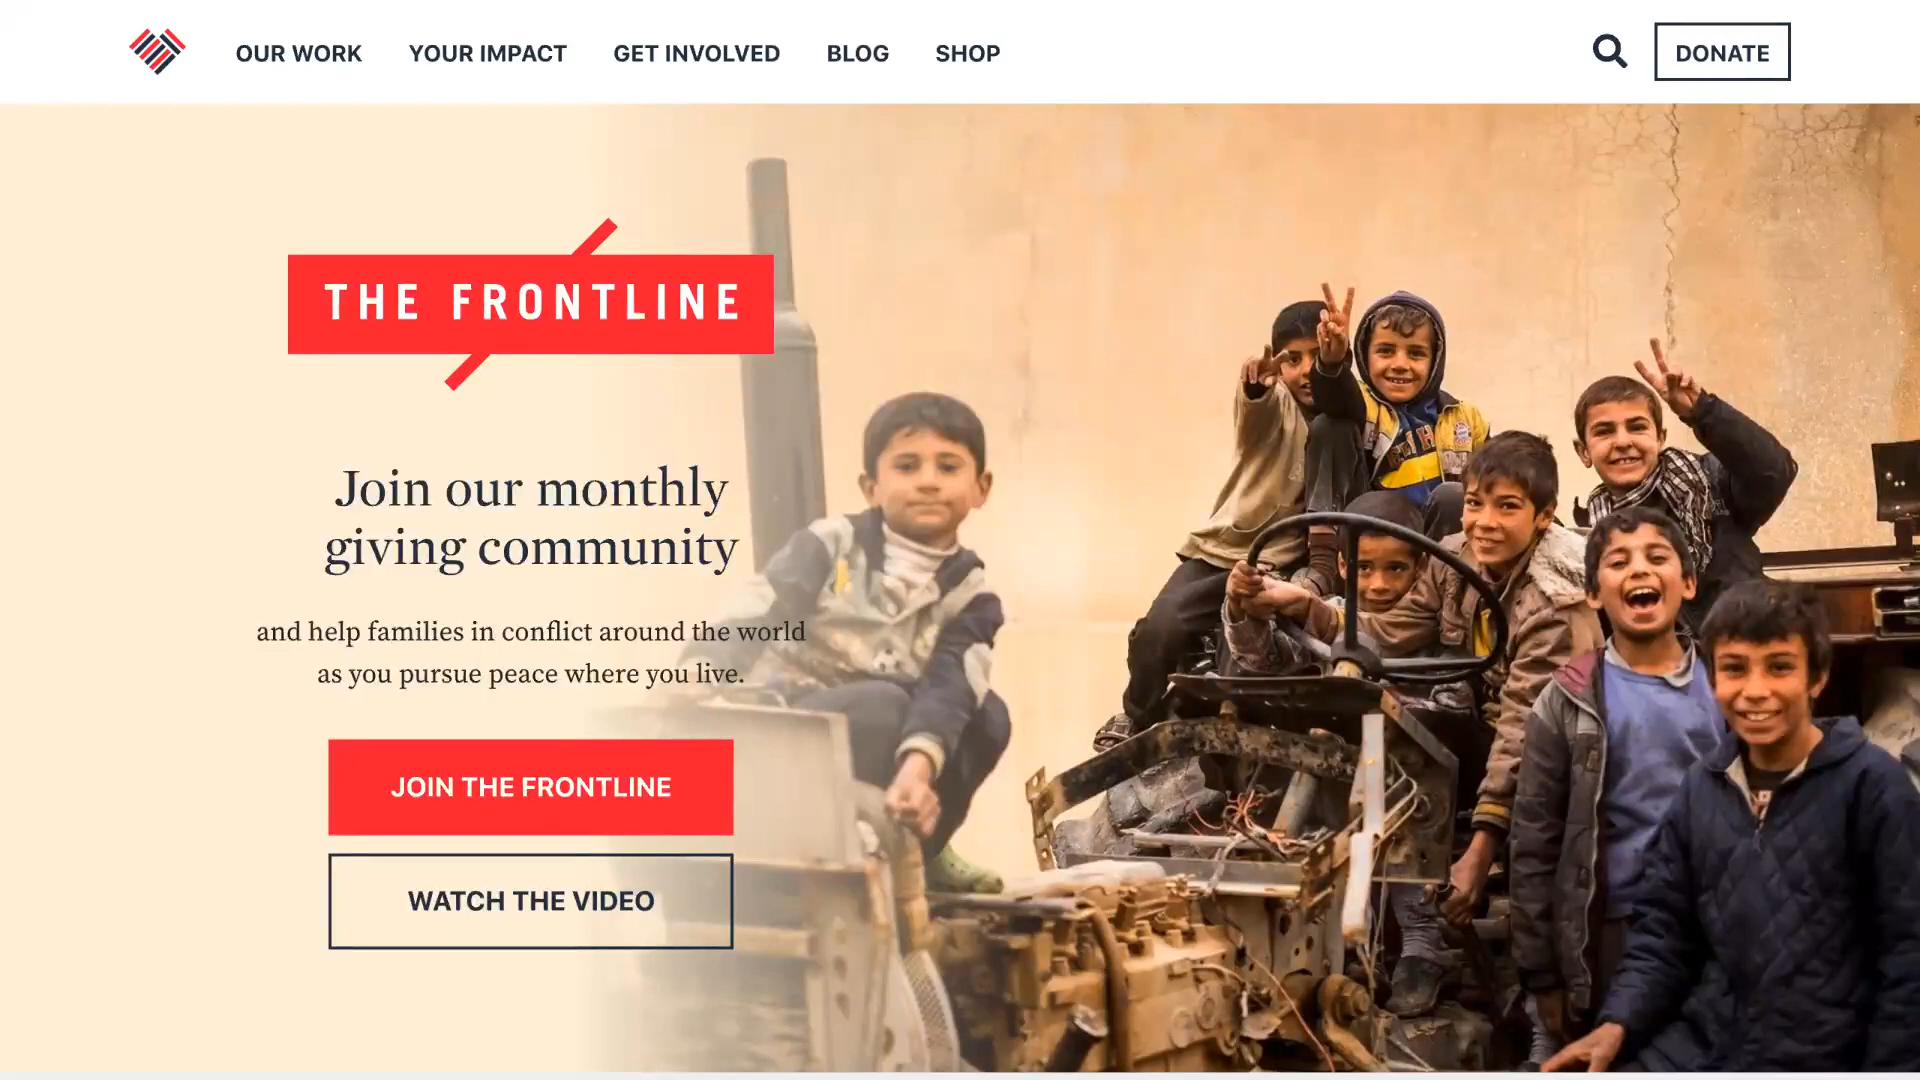 OUR WORK
YOUR IMPACT
GET INVOLVED
BLOG
SHOP
DONATE
THE FRONTLINE
Join our monthly
giving community
and help families in conflict around the world
as you pursue peace where you live.
JOIN THE FRONTLINE
WATCH THE VIDEO